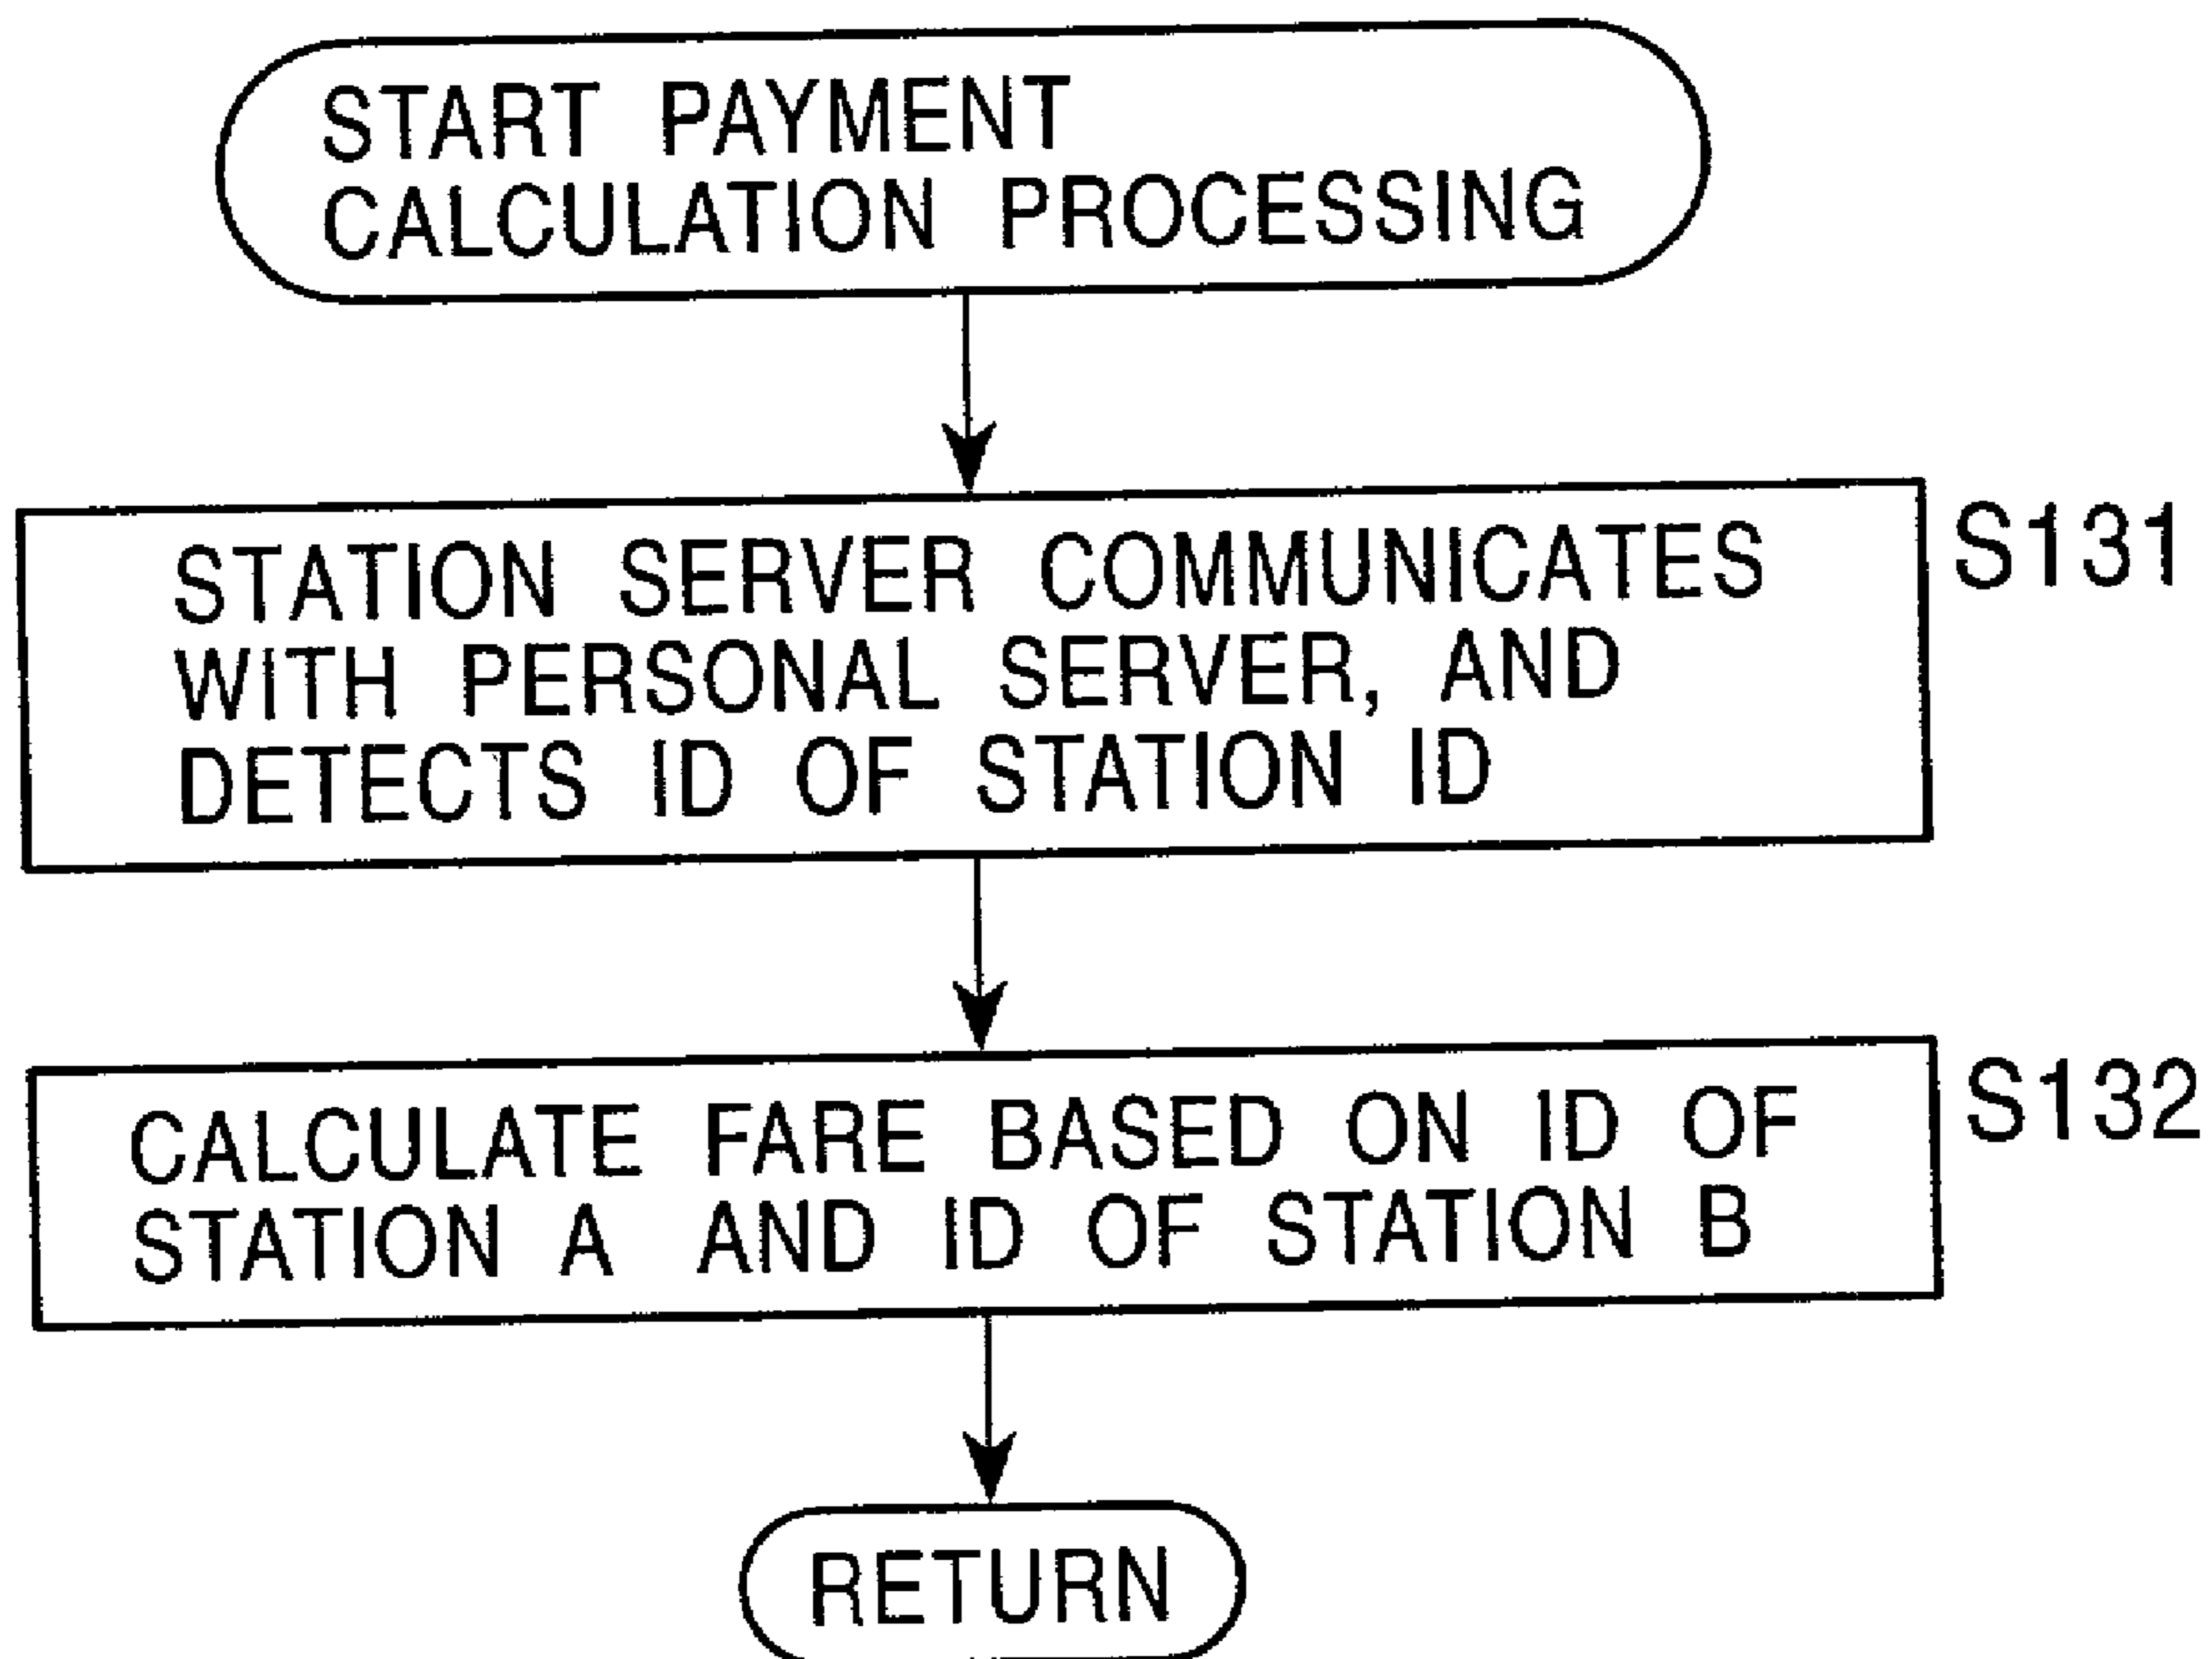 START PAYMENT
CALCULATION PROCESSING
STATION SERVER COMMUNICATES
WITH PERSONAL SERVER, AND
DETECTS ID OF STATION ID
S131
CALCULATE FARE BASED ON ID OF
STATION A AND ID OF STATION B
S132
RETURN